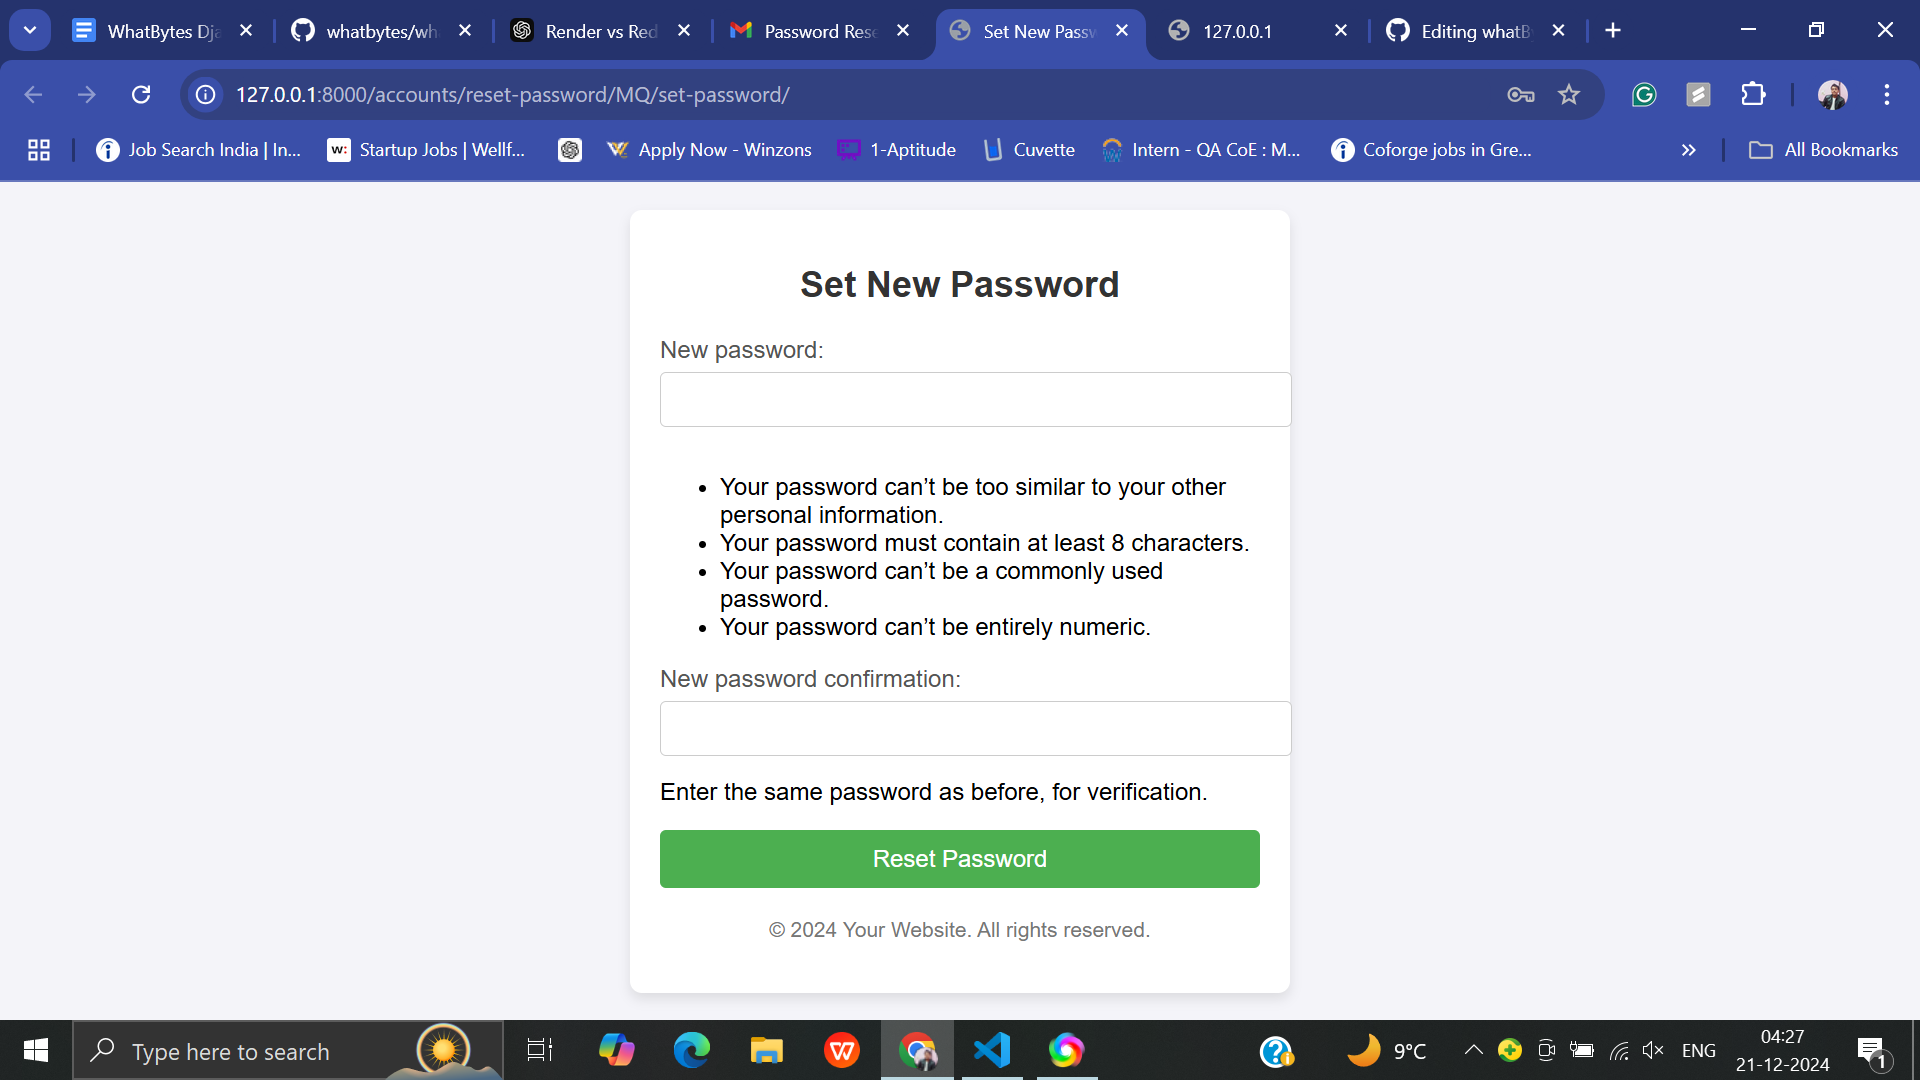 WhatBytes Dja
whatbytes/wh
Render vs Red
Password Rese
Set New Passw
127.0.0.1
Editing whatB
127.0.0.1:8000/accounts/reset-password/MQ/set-password/
Job Search India | In...
w: Startup Jobs | Wellf...
Apply Now - Winzons
1-Aptitude
Cuvette
Intern - QA CoE : M...
Coforge jobs in Gre...
All Bookmarks
Set New Password
New password:
• Your password can’t be too similar to your other
personal information.
• Your password must contain at least 8 characters.
• Your password can’t be a commonly used
password.
• Your password can’t be entirely numeric.
New password confirmation:
Enter the same password as before, for verification.
Reset Password
© 2024 Your Website. All rights reserved.
Type here to search
9°C
ENG
04:27
21-12-2024
1